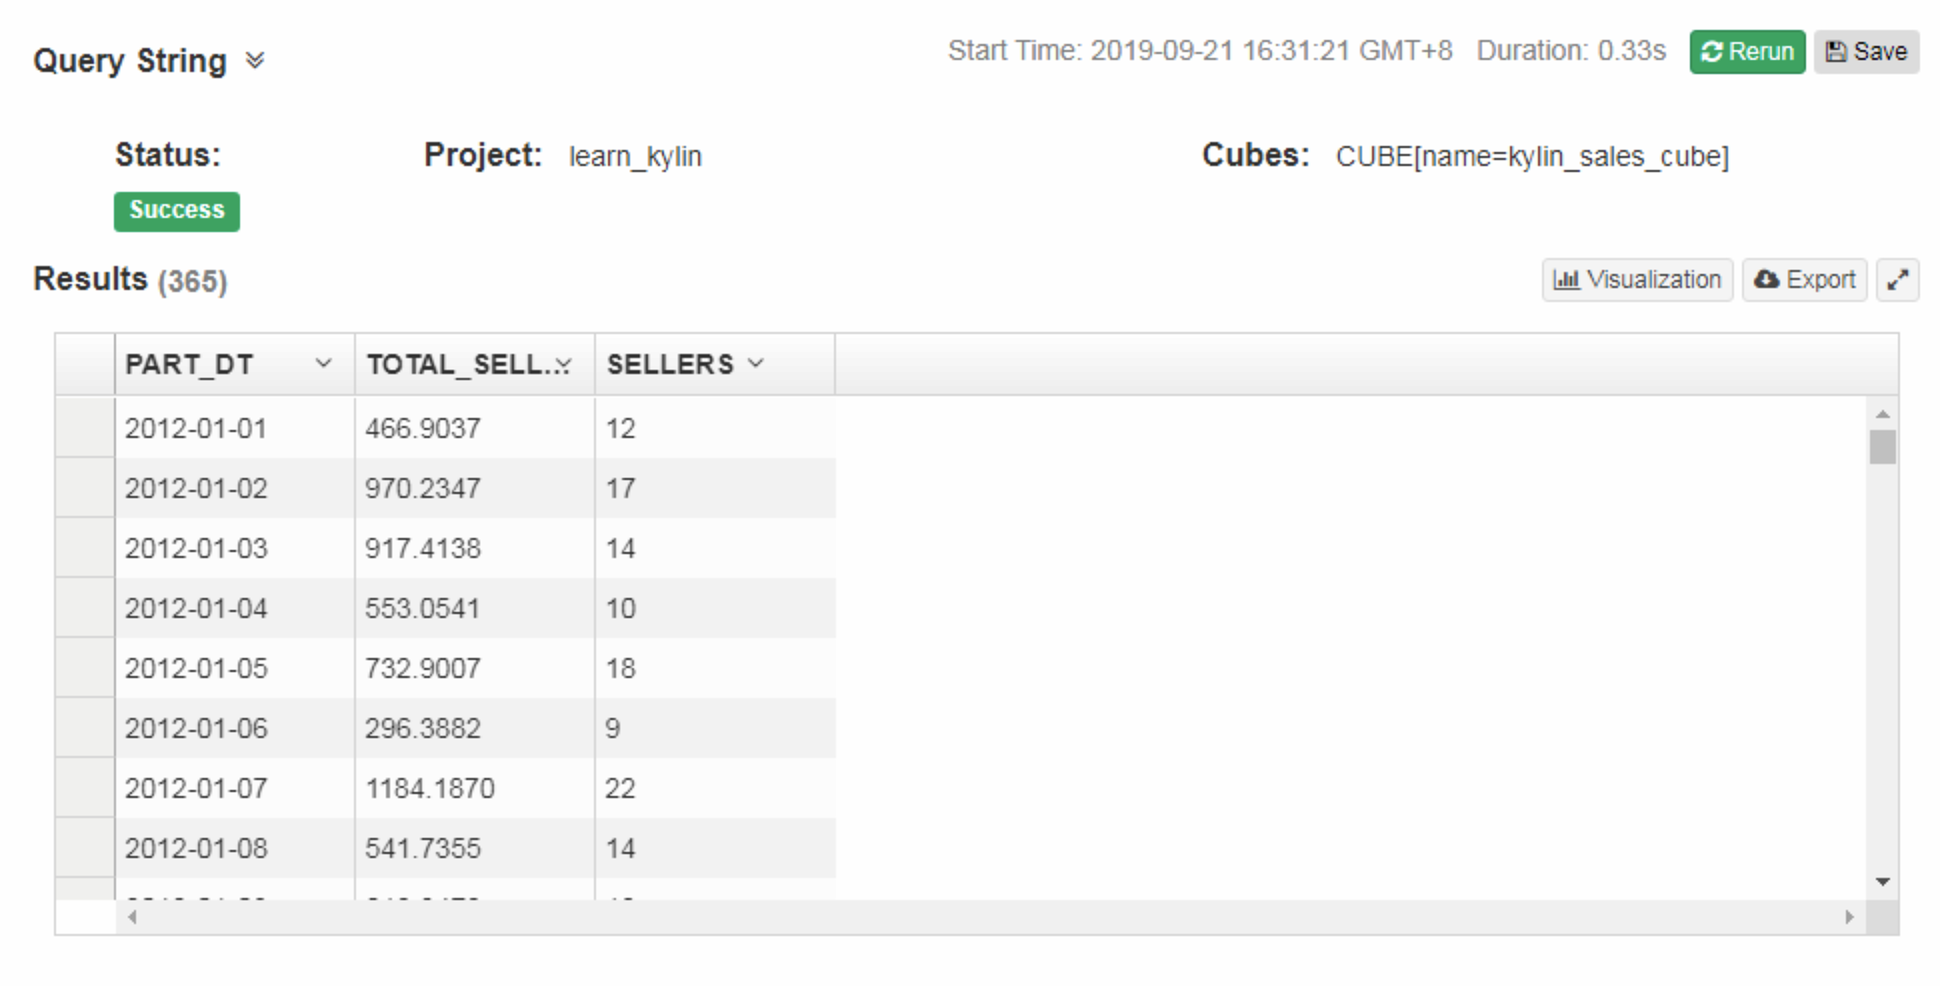 Query String
Start Time: 2019-09-21 16:31:21 GMT+8 Duration: 0.33s Rerun Save
Status: Project: learn_kylin Cubes: CUBE[name=kylin_sales_cube]
Success
Results (365)
Visualization Export
PART_DT TOTAL_SELL... SELLERS
2012-01-01 466.9037 12
2012-01-02 970.2347 17
2012-01-03 917.4138 14
2012-01-04 553.0541 10
2012-01-05 732.9007 18
2012-01-06 296.3882 9
2012-01-07 1184.1870 22
2012-01-08 541.7355 14